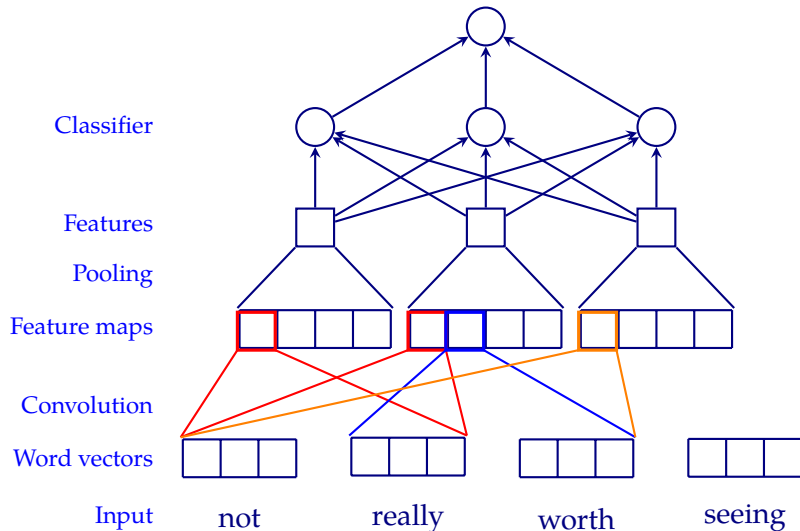 Classifier
Features
Pooling
Feature maps
Convolution
Word vectors
Input not really worth seeing